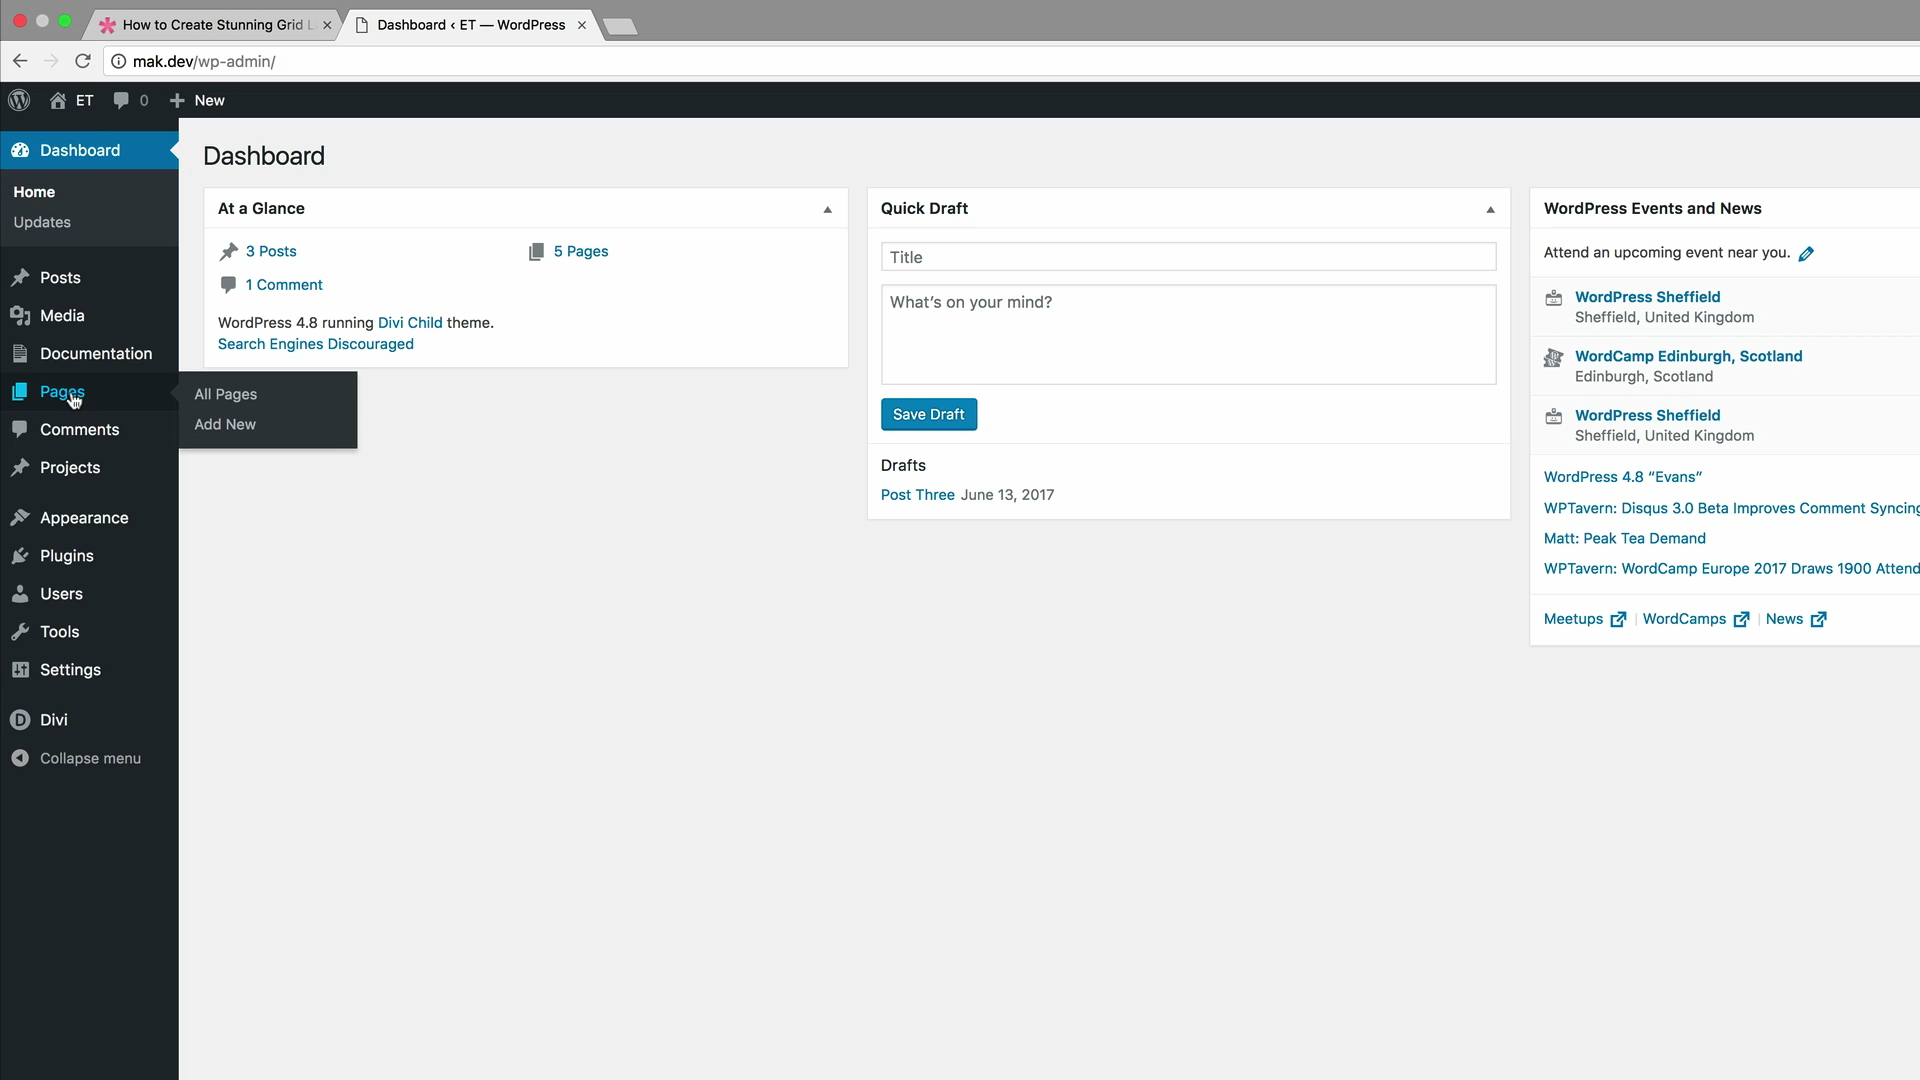 How to Create Stunning Grid L
Dashboard ‹ ET — WordPress
mak.dev/wp-admin/
ET
0
New
Dashboard
Home
Updates
Posts
Media
Documentation
Pages
Comments
Projects
Appearance
Plugins
Users
Tools
Settings
Divi
Collapse menu
All Pages
Add New
Dashboard
At a Glance
3 Posts
5 Pages
1 Comment
WordPress 4.8 running Divi Child theme.
Search Engines Discouraged
Quick Draft
Title
What's on your mind?
Save Draft
Drafts
Post Three June 13, 2017
WordPress Events and News
Attend an upcoming event near you.
WordPress Sheffield
Sheffield, United Kingdom
WordCamp Edinburgh, Scotland
Edinburgh, Scotland
WordPress Sheffield
Sheffield, United Kingdom
WordPress 4.8 “Evans”
WPTavern: Disqus 3.0 Beta Improves Comment Syncing
Matt: Peak Tea Demand
WPTavern: WordCamp Europe 2017 Draws 1900 Attend
Meetups | WordCamps | News